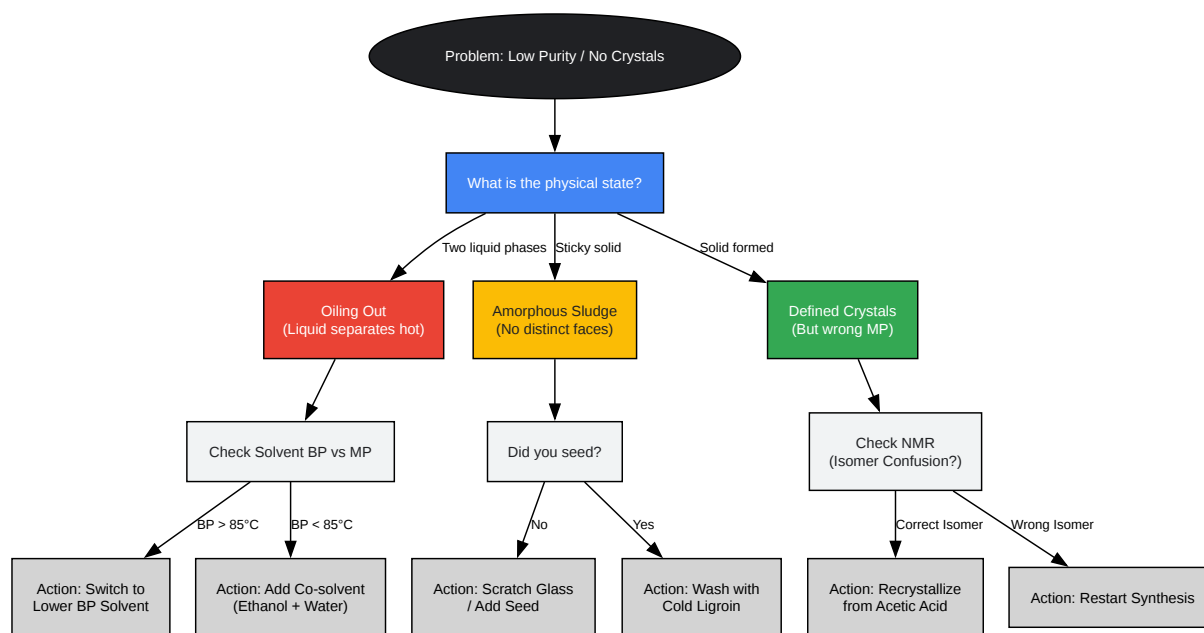 Problem: Low Purity / No Crystals
What is the physical state?
Two liquid phases
Sticky solid
Solid formed
Oiling Out
(Liquid separates hot)
Amorphous Sludge
(No distinct faces)
Defined Crystals
(But wrong MP)
Check Solvent BP vs MP
Did you seed?
Check NMR
(Isomer Confusion?)
BP > 85°C
BP < 85°C
No
Yes
Correct Isomer
Wrong Isomer
Action: Switch to
Lower BP Solvent
Action: Add Co-solvent
(Ethanol + Water)
Action: Scratch Glass
/ Add Seed
Action: Wash with
Cold Ligroin
Action: Recrystallize
from Acetic Acid
Action: Restart Synthesis